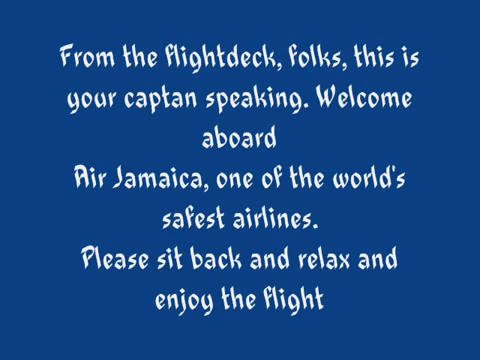 From the flightdeck, folks, this is
your captan speaking. Welcome
aboard
Air Jamaica, one of the world's
safest airlines.
Please sit back and relax and
enjoy the flight